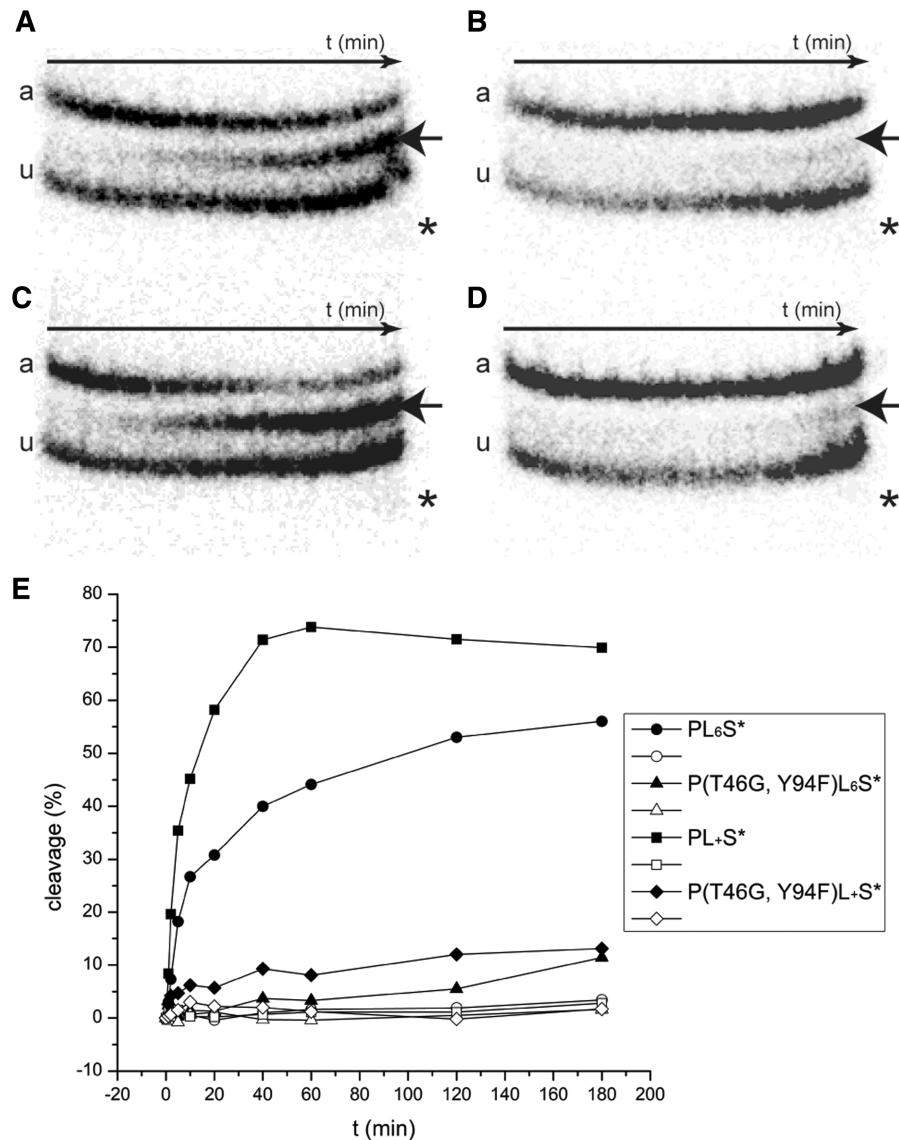 A
B
t (min)
t (min)
a
a
u
u
*
*
C
D
t (min)
t (min)
a
a
u
u
*
*
E
80
70
60
50
40
30
20
10
0
-10
cleavage (%)
-20 0 20 40 60 80 100 120 140 160 180 200
t (min)
PL₆S*
P(T46G, Y94F)L₆S*
PL₊S*
P(T46G, Y94F)L₊S*